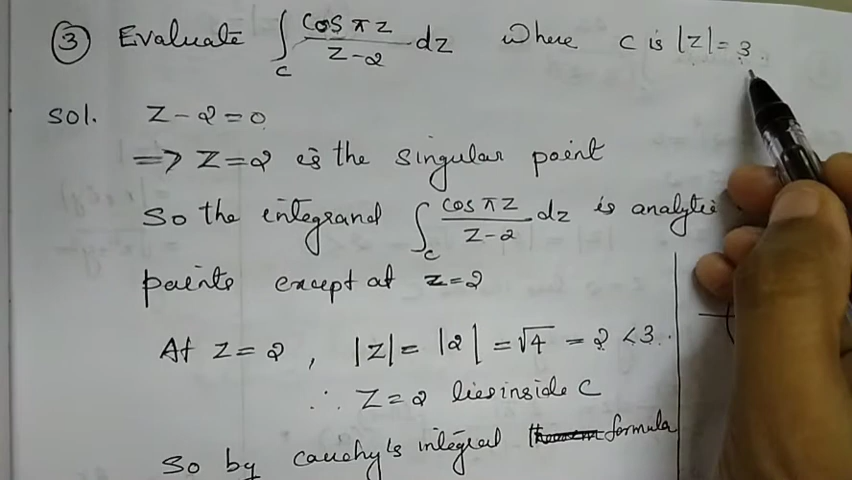 ③ Evaluate ∫_C cos πz / z-2 dz where C is |z| = 3.
Sol. z-2=0
⇒ z=2 is the singular point
So the integrand ∫_C cos πz / z-2 dz is analytic
points except at z=2
At z=2, |z| = |2| = √4 = 2 < 3.
∴ z=2 lies inside C
So by cauchy's integral formula